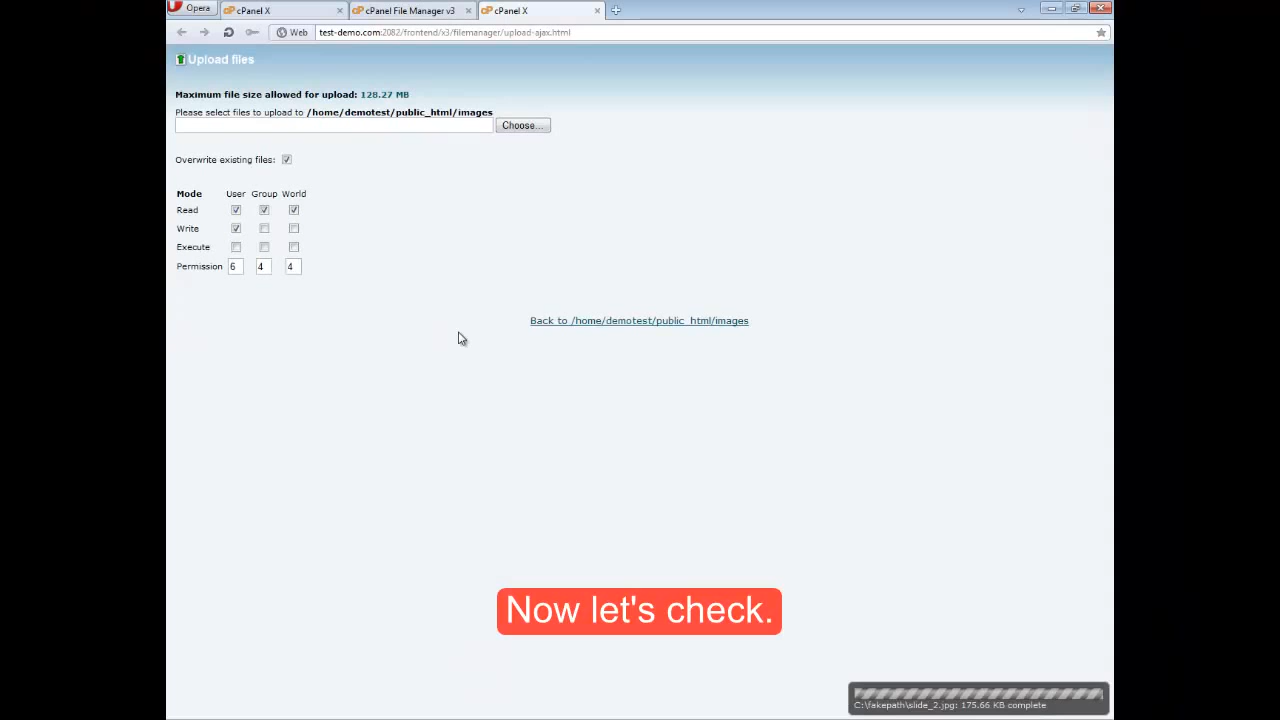 Opera
cPanel X
cPanel File Manager v3
cPanel X
Web
test-demo.com:2082/frontend/x3/filemanager/upload-ajax.html
Upload files
Maximum file size allowed for upload: 128.27 MB
Please select files to upload to /home/demotest/public_html/images
Choose...
Overwrite existing files:
Mode User Group World
Read
Write
Execute
Permission 6 4 4
Back to /home/demotest/public_html/images
Now let's check.
C:\fakepath\slide_2.jpg: 175.66 KB complete